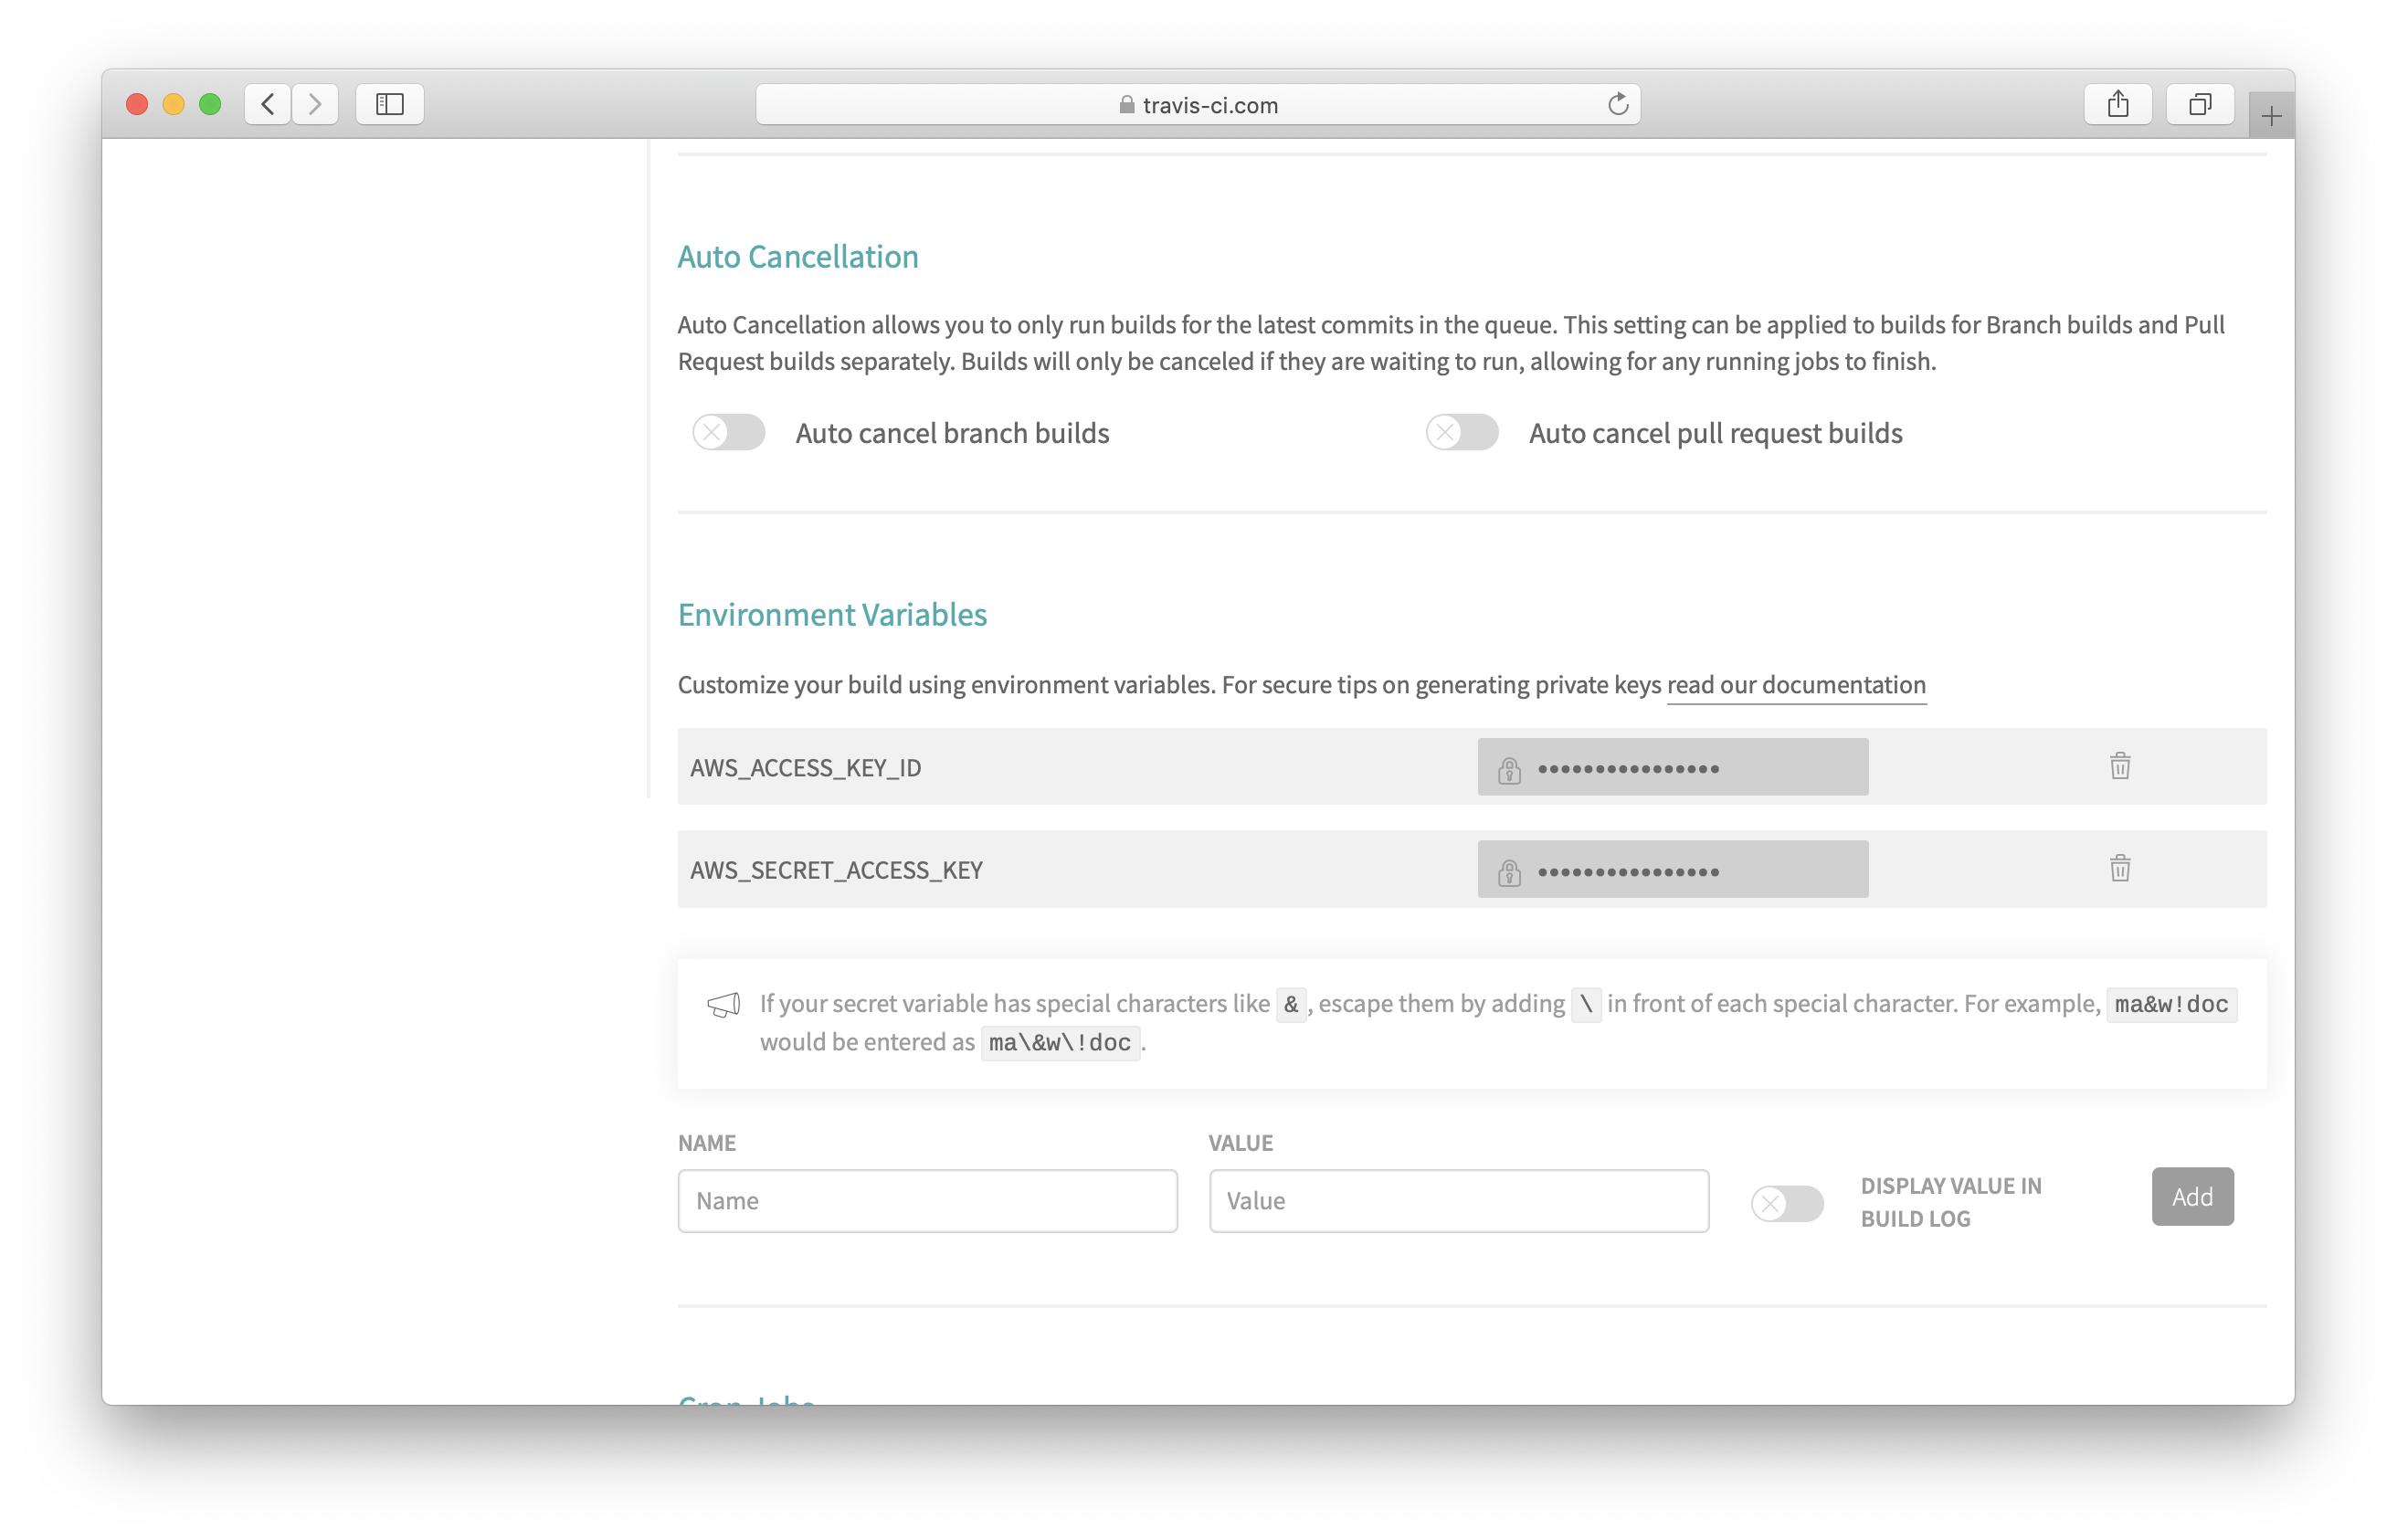 travis-ci.com
Auto Cancellation
Auto Cancellation allows you to only run builds for the latest commits in the queue. This setting can be applied to builds for Branch builds and Pull
Request builds separately. Builds will only be canceled if they are waiting to run, allowing for any running jobs to finish.
Auto cancel branch builds Auto cancel pull request builds
Environment Variables
Customize your build using environment variables. For secure tips on generating private keys read our documentation
AWS_ACCESS_KEY_ID ••••••••••••••••
AWS_SECRET_ACCESS_KEY ••••••••••••••••
If your secret variable has special characters like &, escape them by adding \ in front of each special character. For example, ma&w!doc
would be entered as ma\&w\!doc.
NAME VALUE
Name Value DISPLAY VALUE IN BUILD LOG Add
Cron Jobs